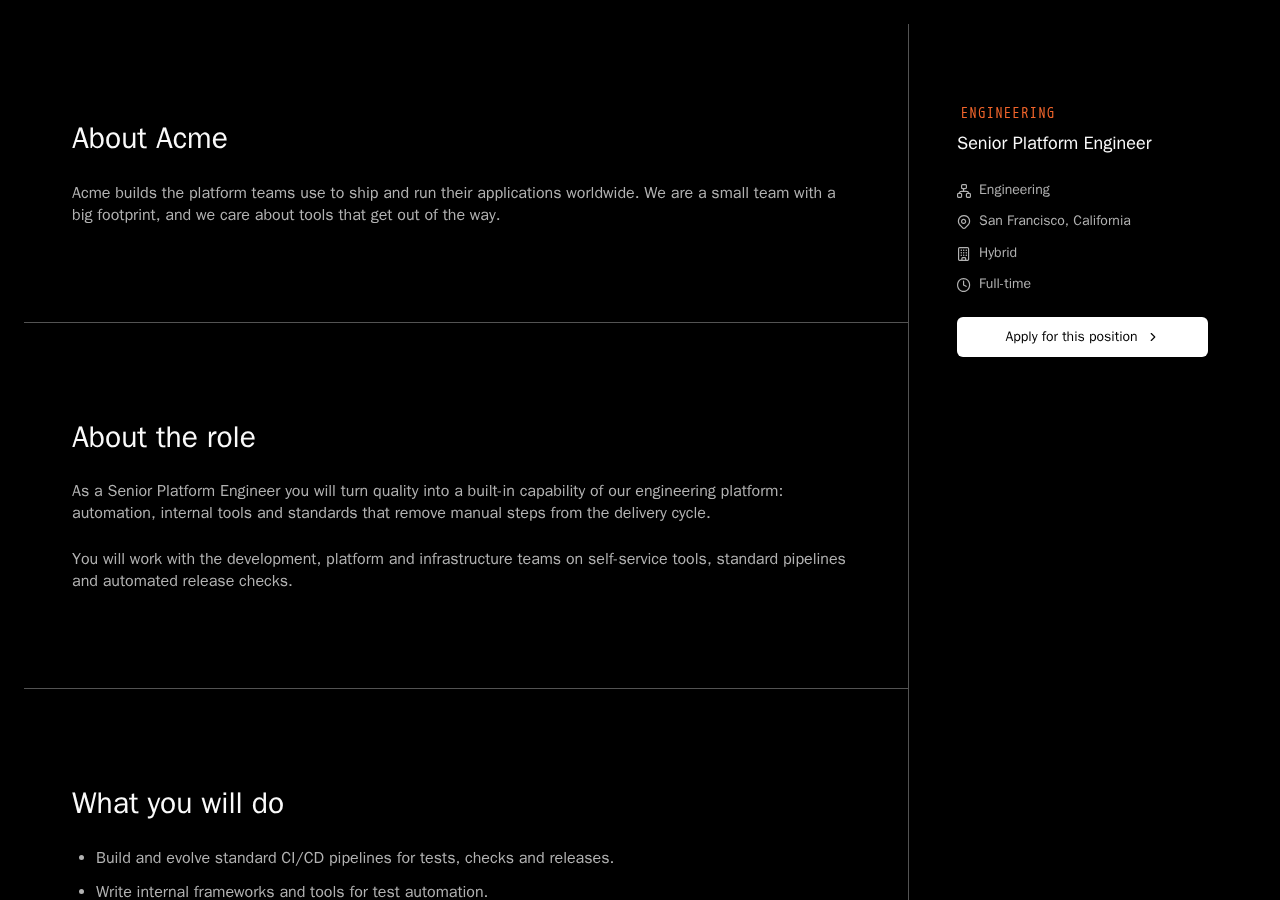 About Acme
Acme builds the platform teams use to ship and run their applications worldwide. We are a small team with a
big footprint, and we care about tools that get out of the way.
About the role
As a Senior Platform Engineer you will turn quality into a built-in capability of our engineering platform:
automation, internal tools and standards that remove manual steps from the delivery cycle.
You will work with the development, platform and infrastructure teams on self-service tools, standard pipelines
and automated release checks.
What you will do
• Build and evolve standard CI/CD pipelines for tests, checks and releases.
• Write internal frameworks and tools for test automation.
ENGINEERING
Senior Platform Engineer
Engineering
San Francisco, California
Hybrid
Full-time
Apply for this position